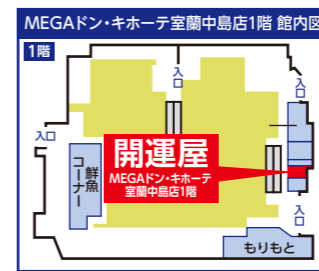 MEGAドン・キホーテ室蘭中島店1階 館内図
1階
入口
入口
入口
開運屋
MEGAドン・キホーテ
室蘭中島店1階
鮮魚
コーナー
入口
もりもと